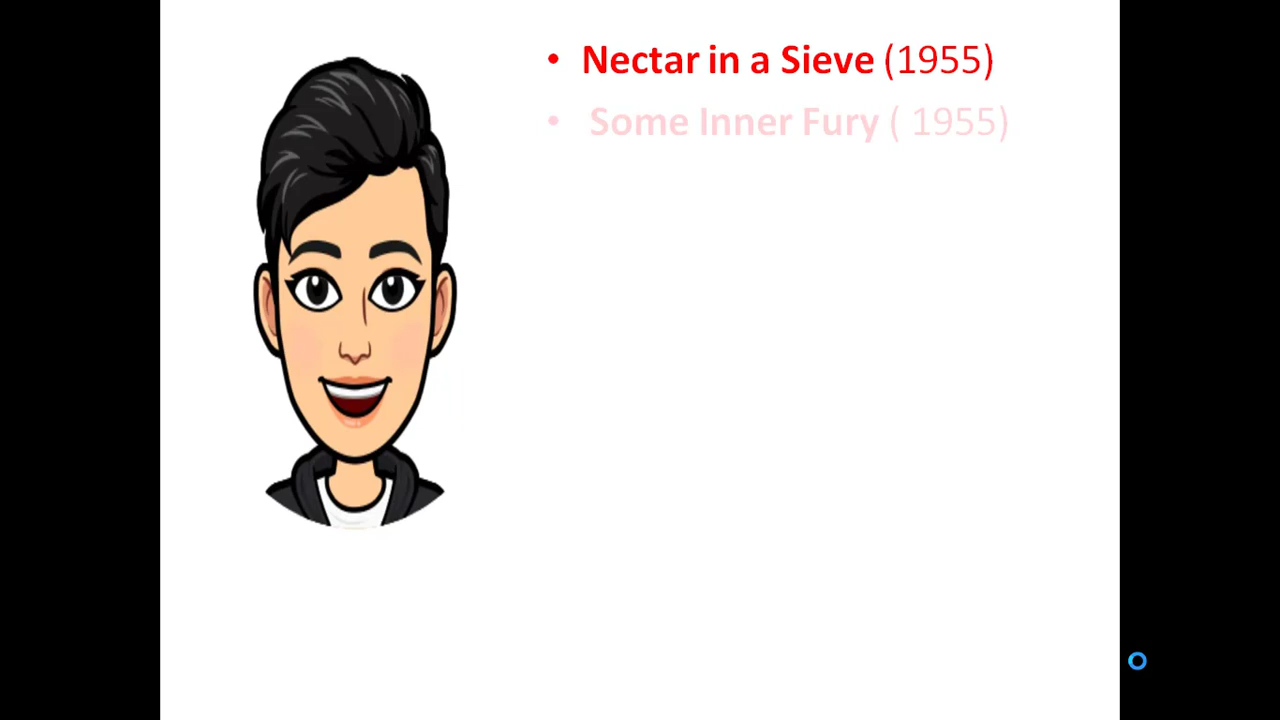 • Nectar in a Sieve (1955)
• Some Inner Fury ( 1955)